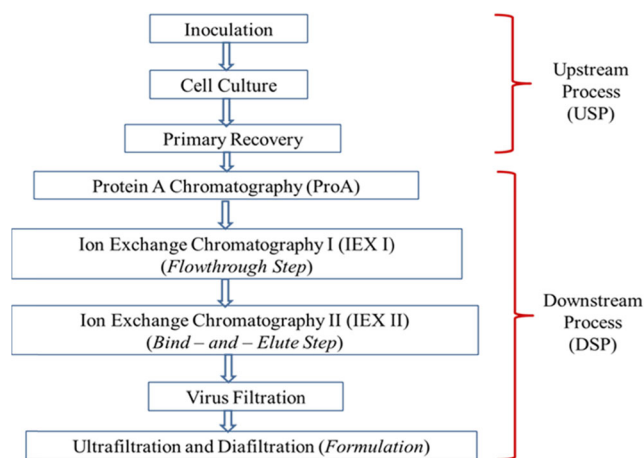 Inoculation
Cell Culture
Primary Recovery
Upstream
Process
(USP)
Protein A Chromatography (ProA)
Ion Exchange Chromatography I (IEX I)
(Flowthrough Step)
Ion Exchange Chromatography II (IEX II)
(Bind – and – Elute Step)
Virus Filtration
Ultrafiltration and Diafiltration (Formulation)
Downstream
Process
(DSP)